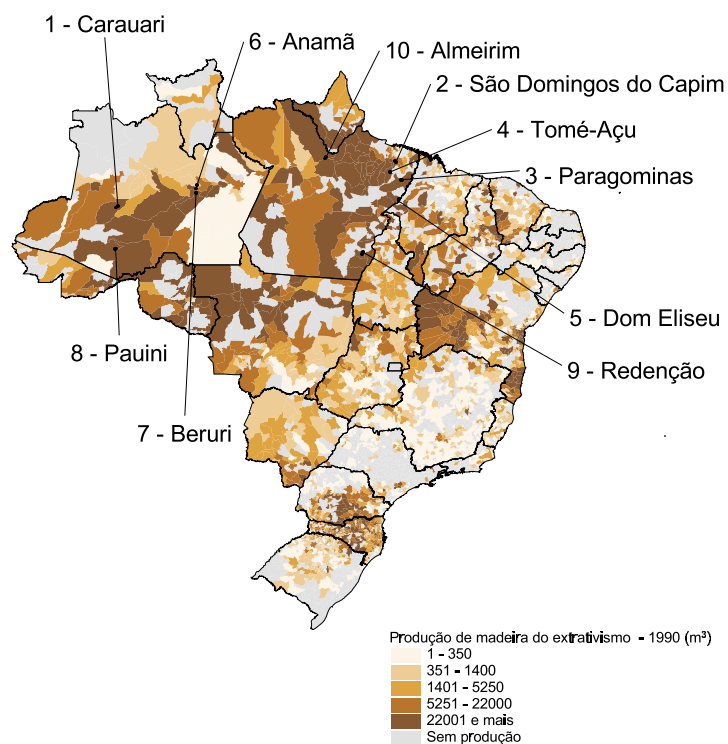 1 - Carauari
6 - Anamã
10 - Almeirim
2 - São Domingos do Capim
4 - Tomé-Açu
3 - Paragominas
5 - Dom Eliseu
8 - Pauini
9 - Redenção
7 - Beruri
Produção de madeira do extrativismo - 1990 (m³)
1 - 350
351 - 1400
1401 - 5250
5251 - 22000
22001 e mais
Sem produção